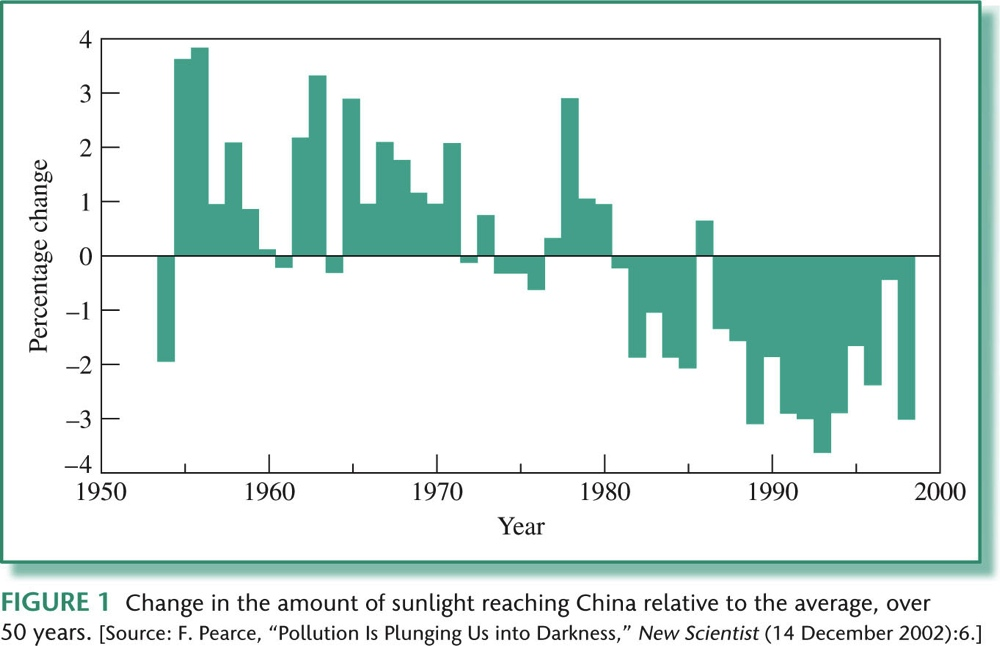 4
3
2
1
0
–1
–2
–3
–4
Percentage change
1950 1960 1970 1980 1990 2000
Year
FIGURE 1 Change in the amount of sunlight reaching China relative to the average, over
50 years. [Source: F. Pearce, “Pollution Is Plunging Us into Darkness,” New Scientist (14 December 2002):6.]